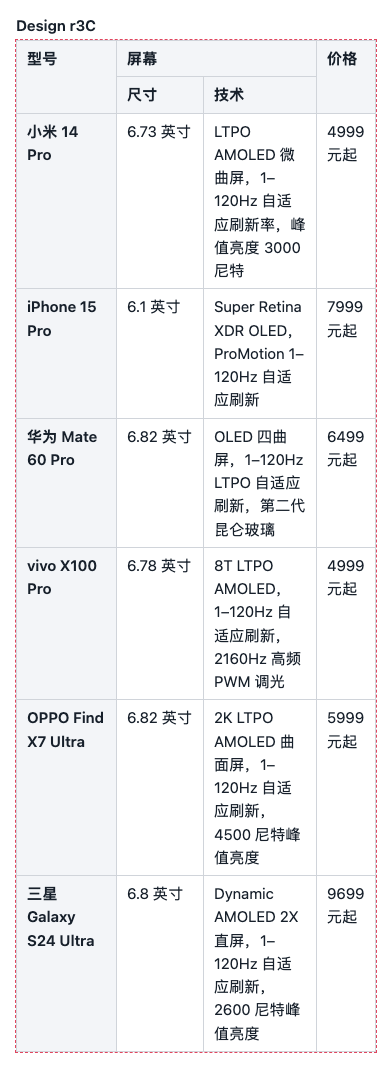 Design r3C
型号 屏幕 价格
尺寸 技术
小米 14 6.73 英寸 LTPO 4999
Pro AMOLED 微 元起
曲屏，1–
120Hz 自适
应刷新率，峰
值亮度 3000
尼特
iPhone 15 6.1 英寸 Super Retina 7999
Pro XDR OLED， 元起
ProMotion 1–
120Hz 自适
应刷新
华为 Mate 6.82 英寸 OLED 四曲 6499
60 Pro 屏，1–120Hz 元起
LTPO 自适应
刷新，第二代
昆仑玻璃
vivo X100 6.78 英寸 8T LTPO 4999
Pro AMOLED， 元起
1–120Hz 自
适应刷新，
2160Hz 高频
PWM 调光
OPPO Find 6.82 英寸 2K LTPO 5999
X7 Ultra AMOLED 曲 元起
面屏，1–
120Hz 自适
应刷新，
4500 尼特峰
值亮度
三星 6.8 英寸 Dynamic 9699
Galaxy AMOLED 2X 元起
S24 Ultra 直屏，1–
120Hz 自适
应刷新，
2600 尼特峰
值亮度